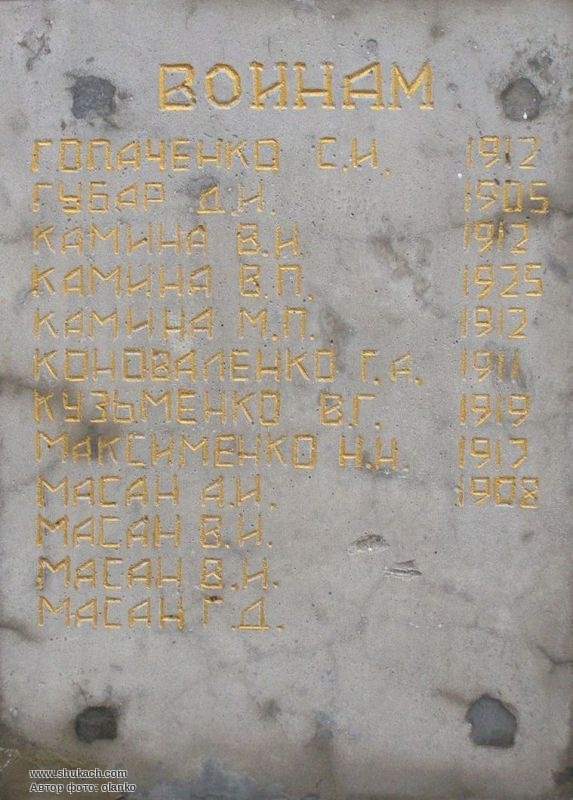 ВОИНАМ
ГОПАЧЕНКО С.И. 1912
ГУБАР Д.И. 1905
КАМИНА В.И. 1912
КАМИНА В.П. 1925
КАМИНА М.П. 1912
КОНОВАЛЕНКО Г.А. 1911
КУЗЬМЕНКО В.Г. 1919
МАКСИМЕНКО Н.И. 1917
МАСАН А.И. 1908
МАСАН В.И.
МАСАН В.И.
МАСАН Г.Д.
www.shukach.com
Автор фото: olanko